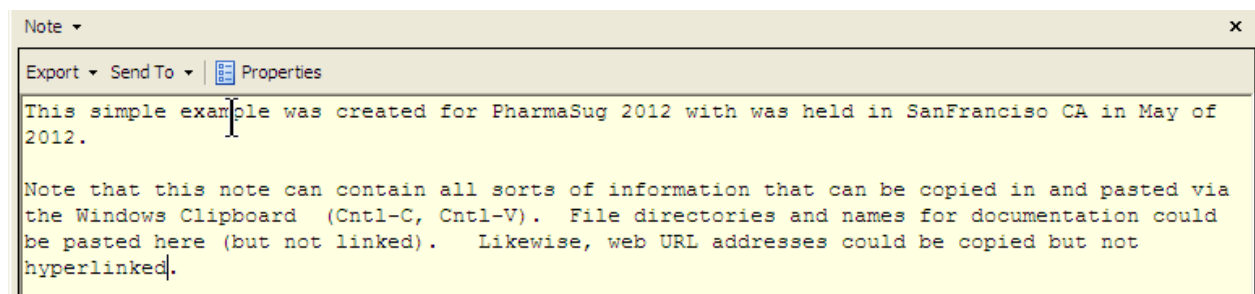 Note
Export Send To Properties
This simple example was created for PharmaSug 2012 with was held in SanFranciso CA in May of
2012.
Note that this note can contain all sorts of information that can be copied in and pasted via
the Windows Clipboard  (Cntl-C, Cntl-V).  File directories and names for documentation could
be pasted here (but not linked).   Likewise, web URL addresses could be copied but not
hyperlinked.